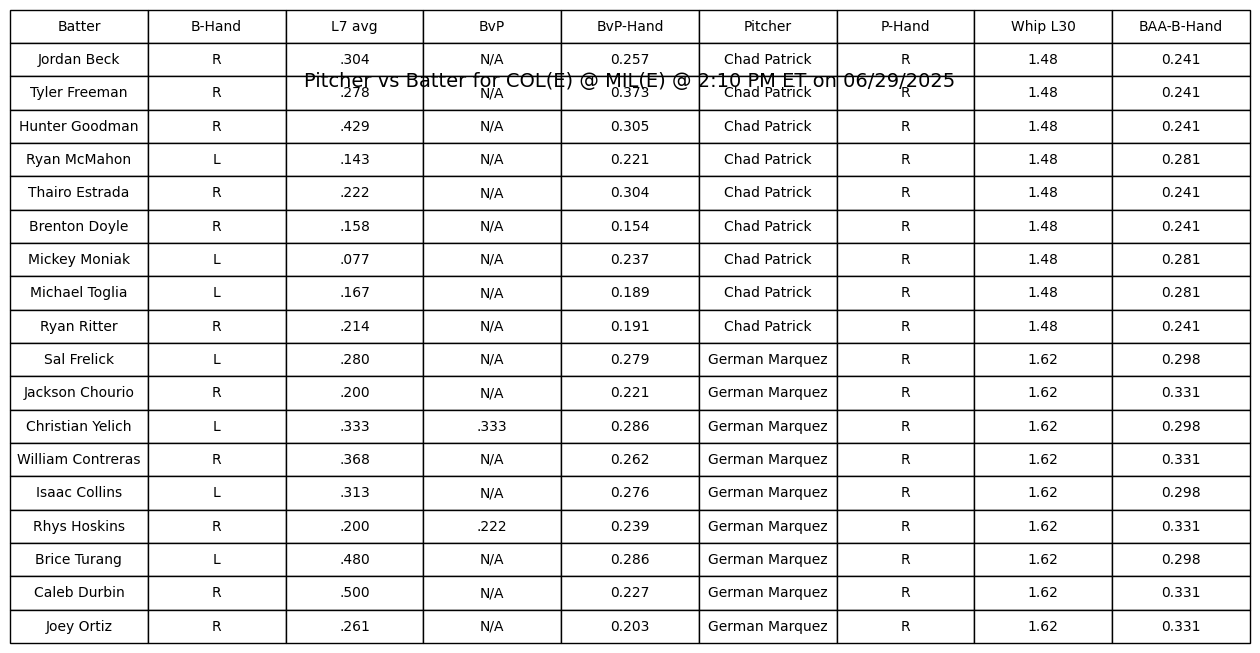 Batter B-Hand L7 avg BvP BvP-Hand Pitcher P-Hand Whip L30 BAA-B-Hand
Jordan Beck R .304 N/A 0.257 Chad Patrick R 1.48 0.241
Pitcher vs Batter for COL(E) @ MIL(E) @ 2:10 PM ET on 06/29/2025
Tyler Freeman R .278 N/A 0.373 Chad Patrick R 1.48 0.241
Hunter Goodman R .429 N/A 0.305 Chad Patrick R 1.48 0.241
Ryan McMahon L .143 N/A 0.221 Chad Patrick R 1.48 0.281
Thairo Estrada R .222 N/A 0.304 Chad Patrick R 1.48 0.241
Brenton Doyle R .158 N/A 0.154 Chad Patrick R 1.48 0.241
Mickey Moniak L .077 N/A 0.237 Chad Patrick R 1.48 0.281
Michael Toglia L .167 N/A 0.189 Chad Patrick R 1.48 0.281
Ryan Ritter R .214 N/A 0.191 Chad Patrick R 1.48 0.241
Sal Frelick L .280 N/A 0.279 German Marquez R 1.62 0.298
Jackson Chourio R .200 N/A 0.221 German Marquez R 1.62 0.331
Christian Yelich L .333 .333 0.286 German Marquez R 1.62 0.298
William Contreras R .368 N/A 0.262 German Marquez R 1.62 0.331
Isaac Collins L .313 N/A 0.276 German Marquez R 1.62 0.298
Rhys Hoskins R .200 .222 0.239 German Marquez R 1.62 0.331
Brice Turang L .480 N/A 0.286 German Marquez R 1.62 0.298
Caleb Durbin R .500 N/A 0.227 German Marquez R 1.62 0.331
Joey Ortiz R .261 N/A 0.203 German Marquez R 1.62 0.331